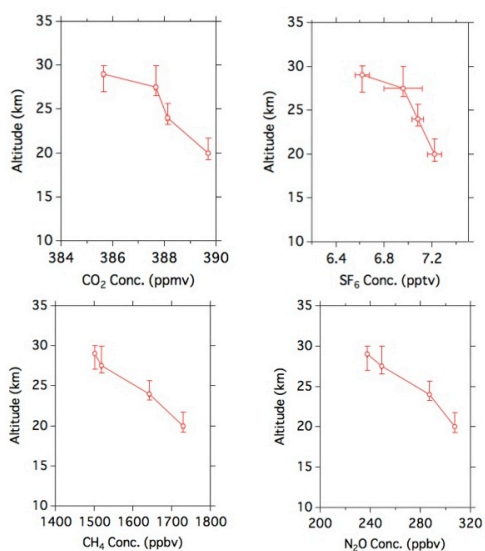 35
30
25
20
15
10
Altitude (km)
384 386 388 390
CO₂ Conc. (ppmv)
35
30
25
20
15
10
Altitude (km)
6.4 6.8 7.2
SF₆ Conc. (pptv)
35
30
25
20
15
10
Altitude (km)
1400 1500 1600 1700 1800
CH₄ Conc. (ppbv)
35
30
25
20
15
10
Altitude (km)
200 240 280 320
N₂O Conc. (ppbv)